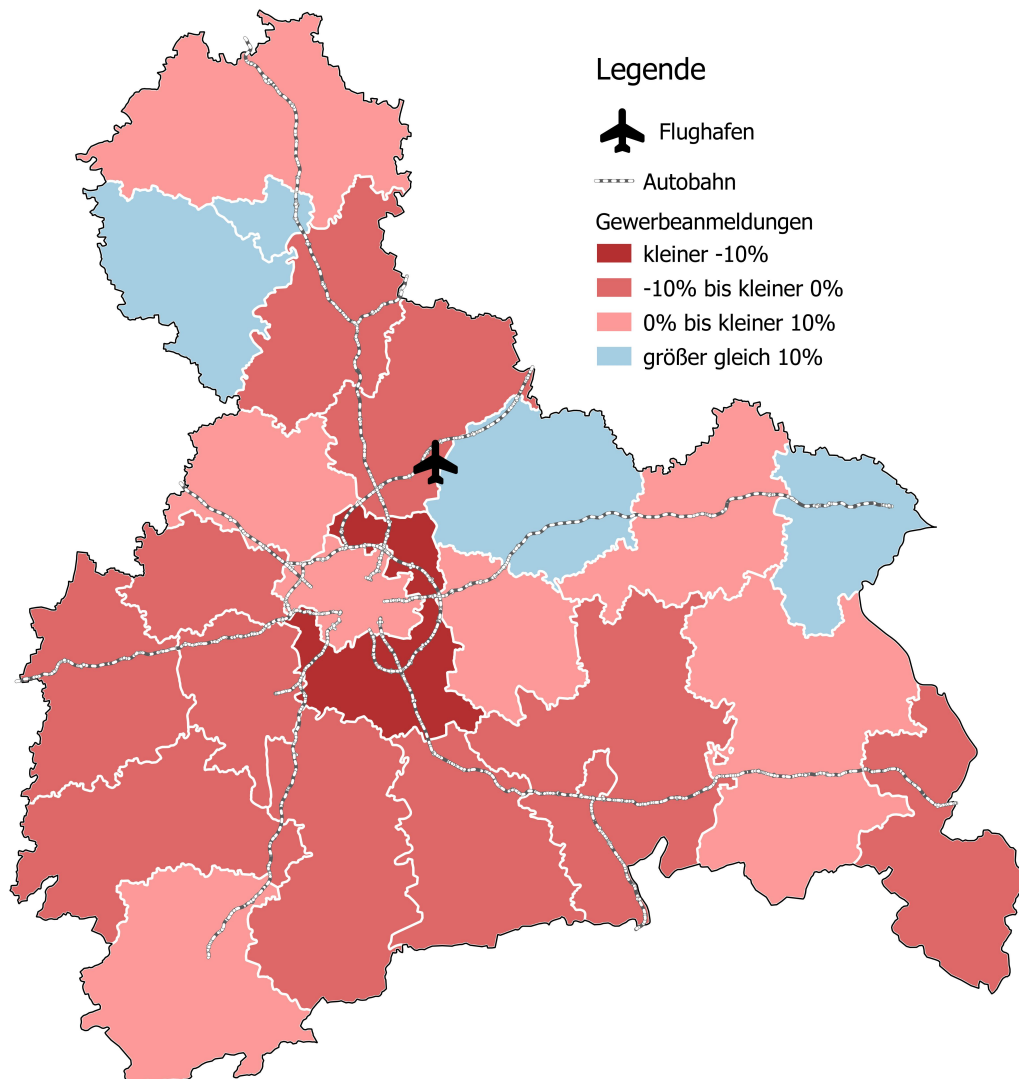 Legende
Flughafen
Autobahn
Gewerbeanmeldungen
kleiner -10%
-10% bis kleiner 0%
0% bis kleiner 10%
größer gleich 10%